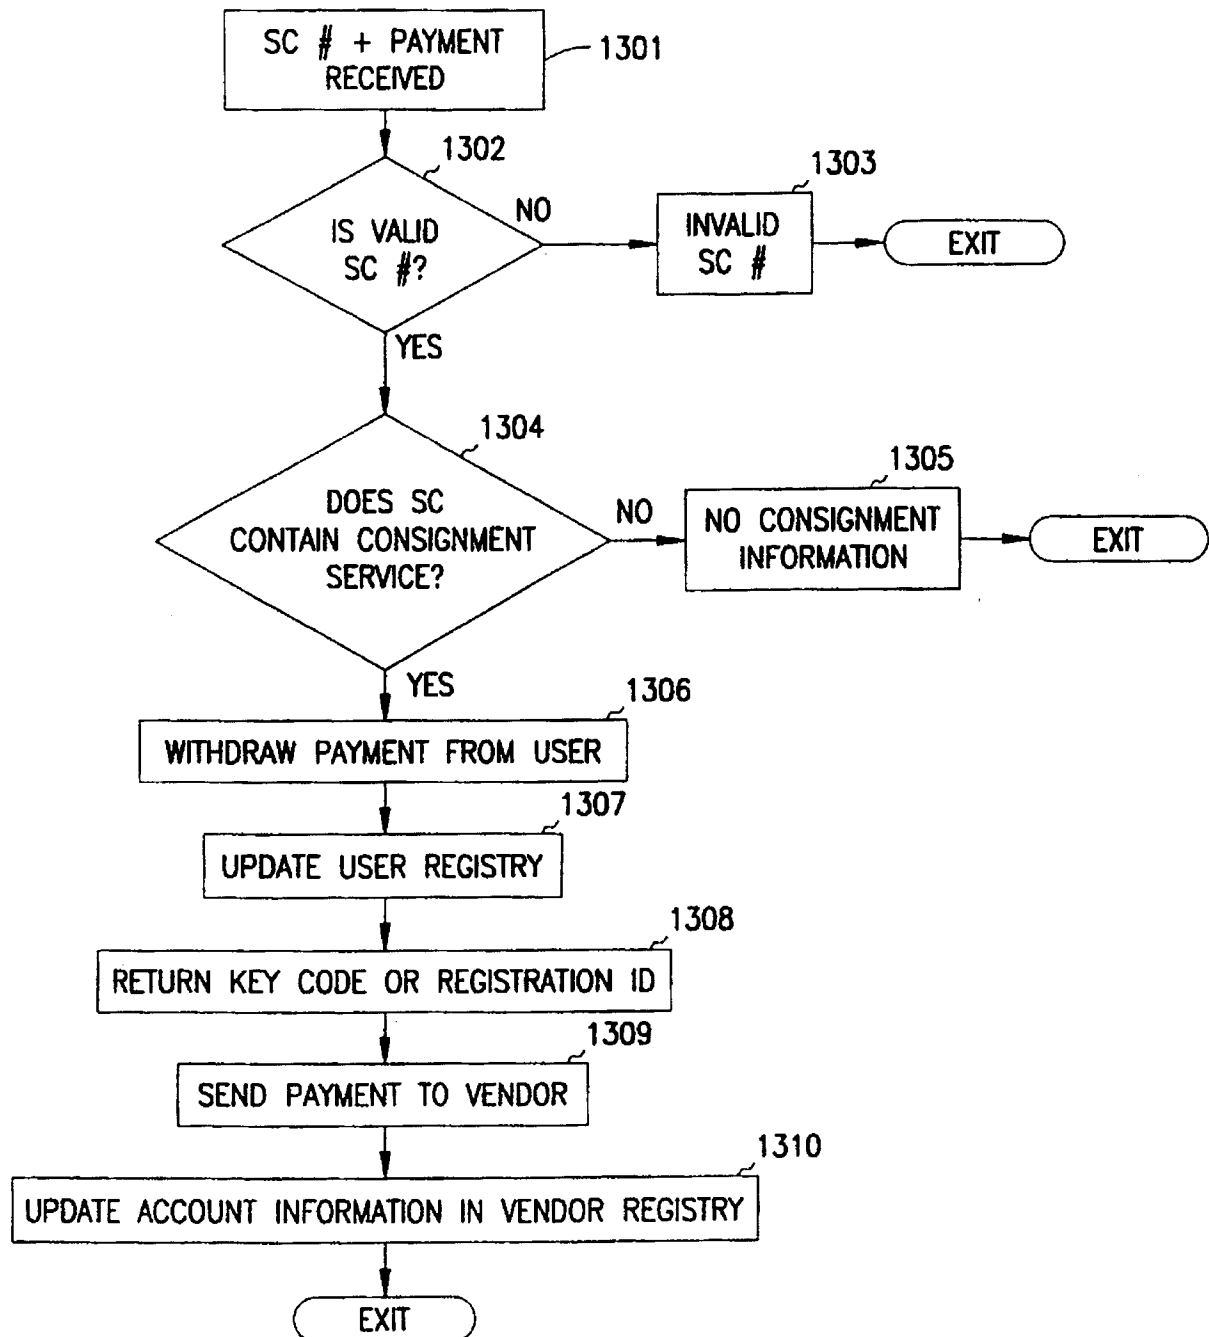 SC # + PAYMENT
RECEIVED
1301
1302
IS VALID
SC #?
NO
1303
INVALID
SC #
EXIT
YES
1304
DOES SC
CONTAIN CONSIGNMENT
SERVICE?
NO
1305
NO CONSIGNMENT
INFORMATION
EXIT
YES
1306
WITHDRAW PAYMENT FROM USER
1307
UPDATE USER REGISTRY
1308
RETURN KEY CODE OR REGISTRATION ID
1309
SEND PAYMENT TO VENDOR
1310
UPDATE ACCOUNT INFORMATION IN VENDOR REGISTRY
EXIT